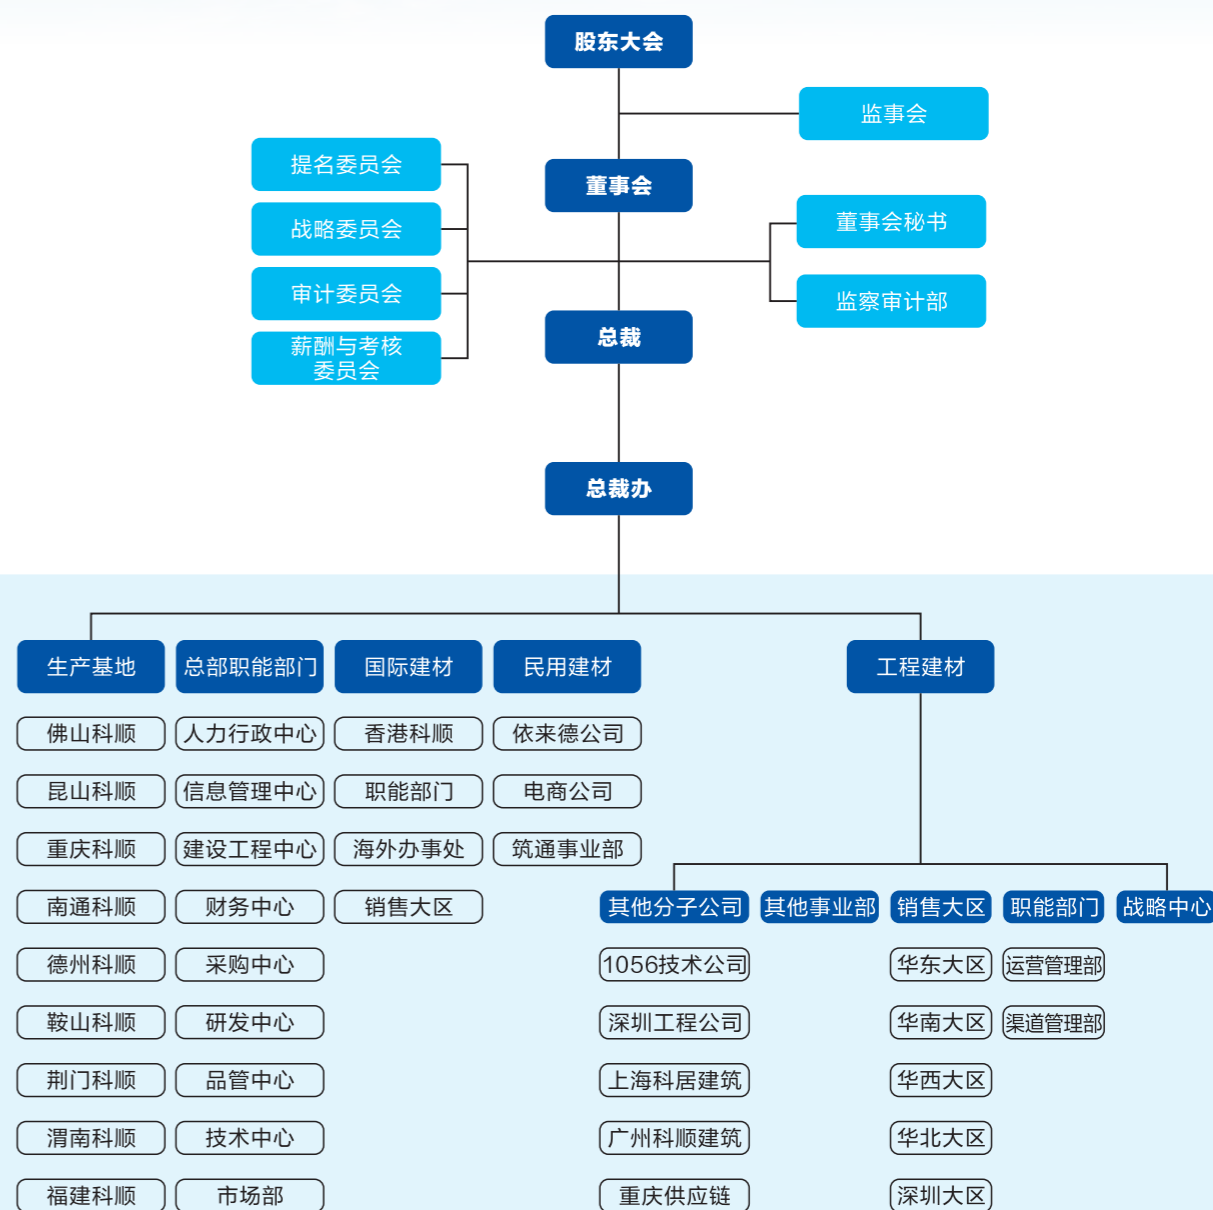 股东大会
监事会
提名委员会
董事会
战略委员会
董事会秘书
审计委员会
监察审计部
薪酬与考核
委员会
总裁
总裁办
生产基地 总部职能部门 国际建材 民用建材 工程建材
佛山科顺 人力行政中心 香港科顺 依来德公司
昆山科顺 信息管理中心 职能部门 电商公司
重庆科顺 建设工程中心 海外办事处 筑通事业部
南通科顺 财务中心 销售大区 其他分子公司 其他事业部 销售大区 职能部门 战略中心
德州科顺 采购中心 1056技术公司 华东大区 运营管理部
鞍山科顺 研发中心 深圳工程公司 华南大区 渠道管理部
荆门科顺 品管中心 上海科居建筑 华西大区
渭南科顺 技术中心 广州科顺建筑 华北大区
福建科顺 市场部 重庆供应链 深圳大区